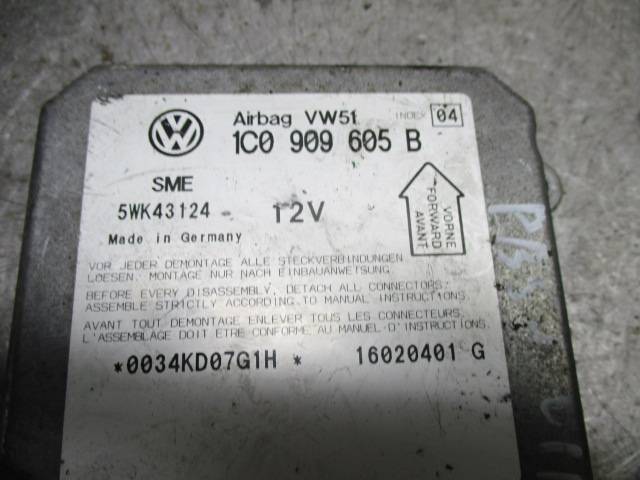 Airbag VW51 INDEX 04
1C0 909 605 B
SME
5WK43124 12V
Made in Germany
VORNE
FORWARD
AVANT
VOR JEDER DEMONTAGE ALLE STECKVERBINDUNGEN
LOESEN. MONTAGE NUR NACH EINBAUANWEISUNG.
BEFORE EVERY DISASSEMBLY, DETACH ALL CONNECTORS.
ASSEMBLE STRICTLY ACCORDING TO MANUAL INSTRUCTIONS.
AVANT TOUT DEMONTAGE ENLEVER TOUS LES CONNECTEURS.
L'ASSEMBLAGE DOIT ETRE CONFORME AU MANUEL-D'INSTRUCTIONS.
*0034KD07G1H * 16020401 G